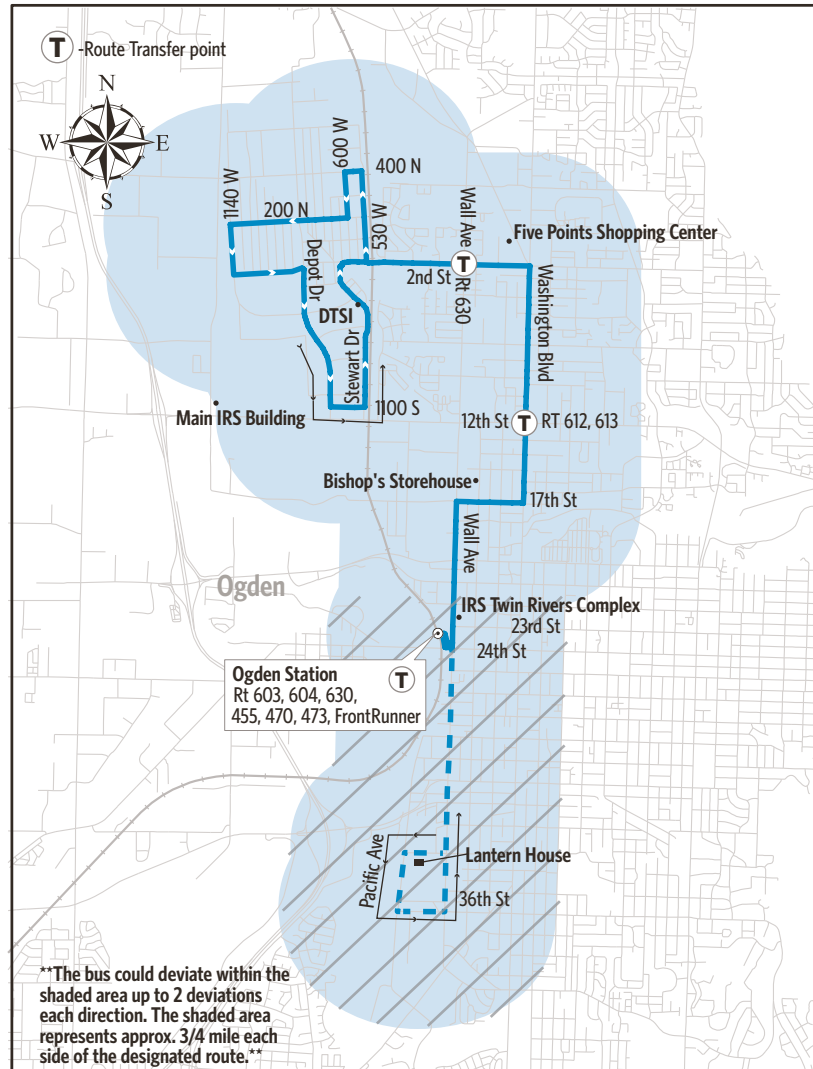 T -Route Transfer point
N
W E
S
600 W
400 N
1140 W
200 N
530 W
Wall Ave
Five Points Shopping Center
Depot Dr
2nd St
T
Rt 630
Washington Blvd
DTSI
Stewart Dr
1100 S
Main IRS Building
12th St T RT 612, 613
Bishop's Storehouse
17th St
Wall Ave
Ogden
IRS Twin Rivers Complex
23rd St
24th St
Ogden Station T
Rt 603, 604, 630,
455, 470, 473, FrontRunner
Lantern House
Pacific Ave
36th St
**The bus could deviate within the
shaded area up to 2 deviations
each direction. The shaded area
represents approx. 3/4 mile each
side of the designated route.**